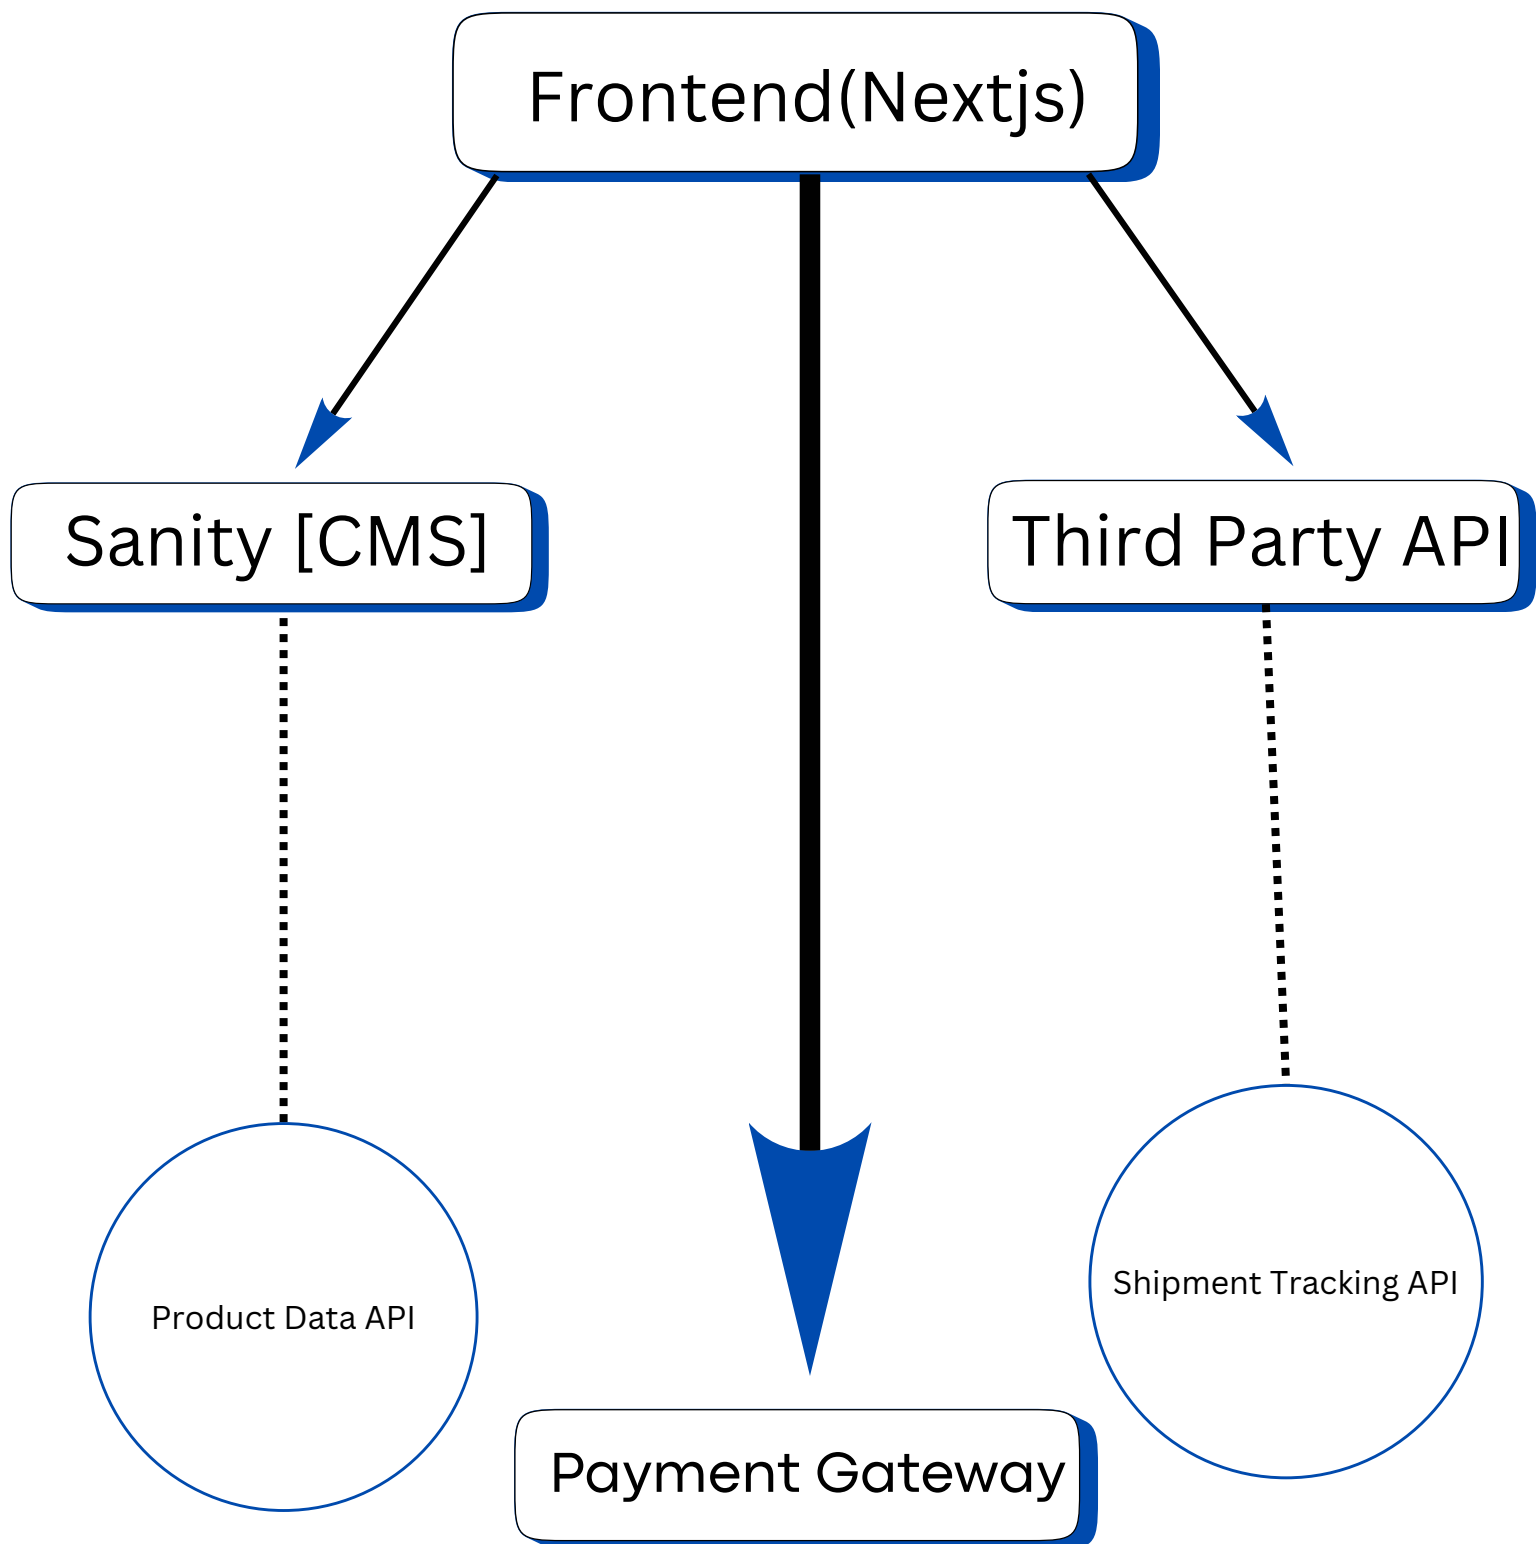 Frontend(Nextjs)
Sanity [CMS]
Third Party API
Product Data API
Shipment Tracking API
Payment Gateway